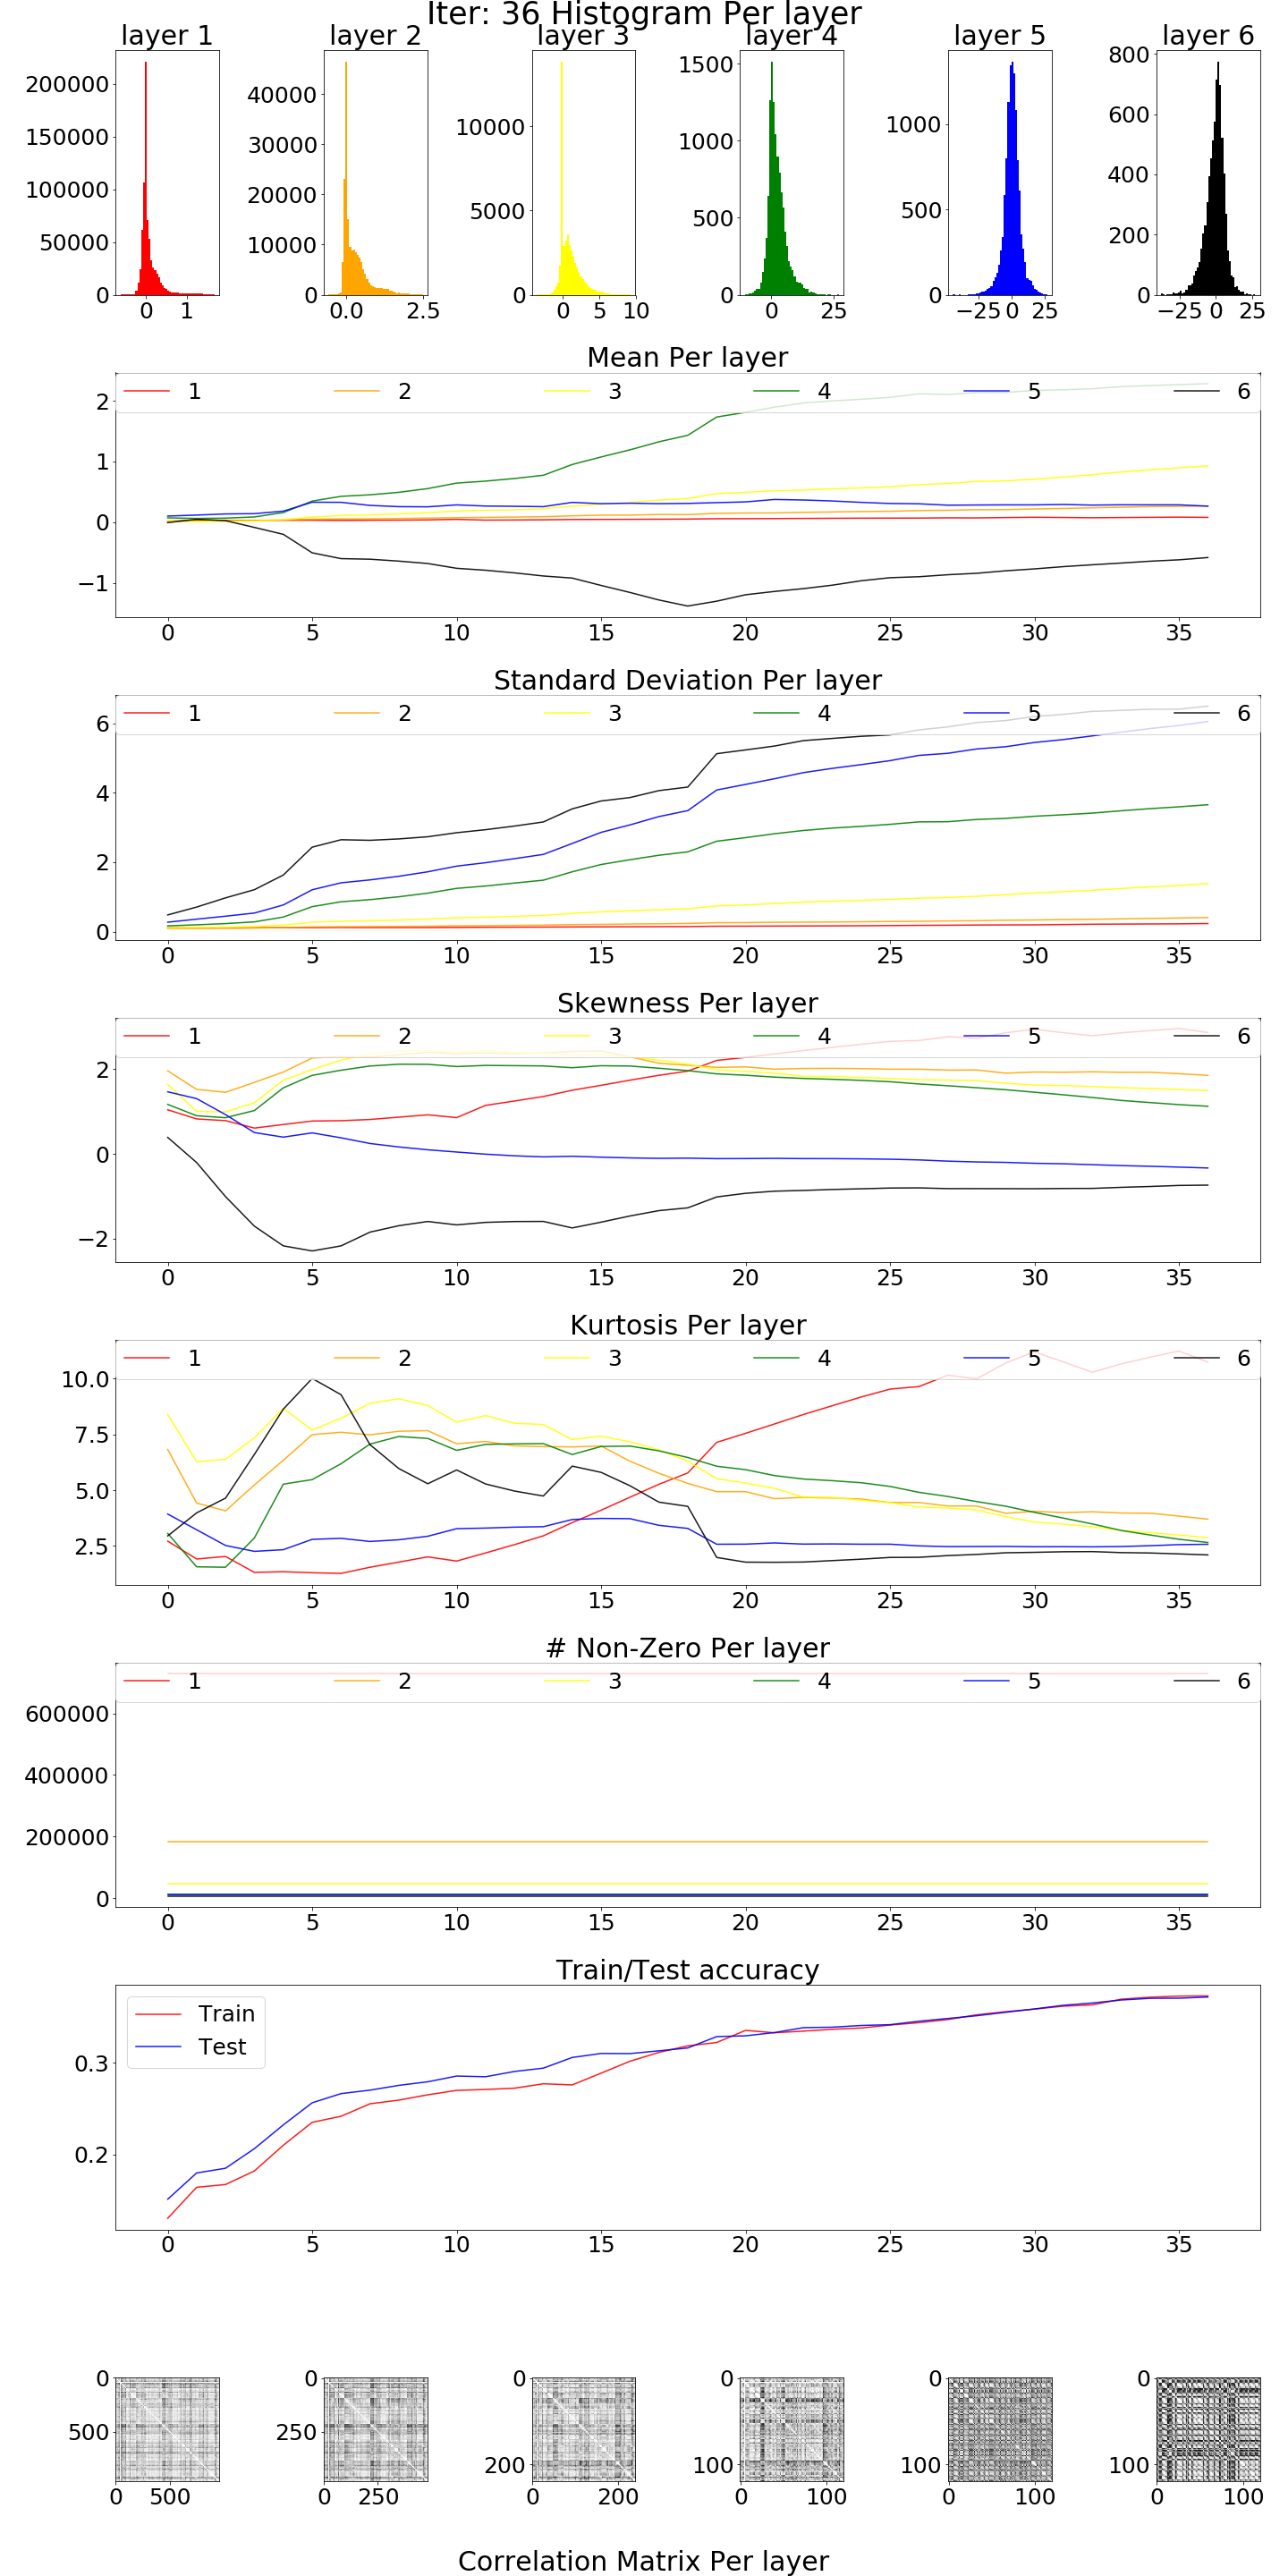 Iter: 36 Histogram Per layer
layer 1 layer 2 layer 3 layer 4 layer 5 layer 6
200000 150000 100000 50000 0
0 1
40000 30000 20000 10000 0
0.0 2.5
10000 5000 0
0 5 10
1500 1000 500 0
0 25
1000 500 0
−25 0 25
800 600 400 200 0
−25 0 25
Mean Per layer
1 2 3 4 5 6
2
1
0
−1
0 5 10 15 20 25 30 35
Standard Deviation Per layer
1 2 3 4 5 6
6
4
2
0
0 5 10 15 20 25 30 35
Skewness Per layer
1 2 3 4 5 6
2
0
−2
0 5 10 15 20 25 30 35
Kurtosis Per layer
1 2 3 4 5 6
10.0
7.5
5.0
2.5
0 5 10 15 20 25 30 35
# Non-Zero Per layer
1 2 3 4 5 6
600000
400000
200000
0
0 5 10 15 20 25 30 35
Train/Test accuracy
Train
Test
0.3
0.2
0 5 10 15 20 25 30 35
0 500
0 500
0 250
0 250
0 200
0 200
0 100
0 100
0 100
0 100
0 100
0 100
Correlation Matrix Per layer